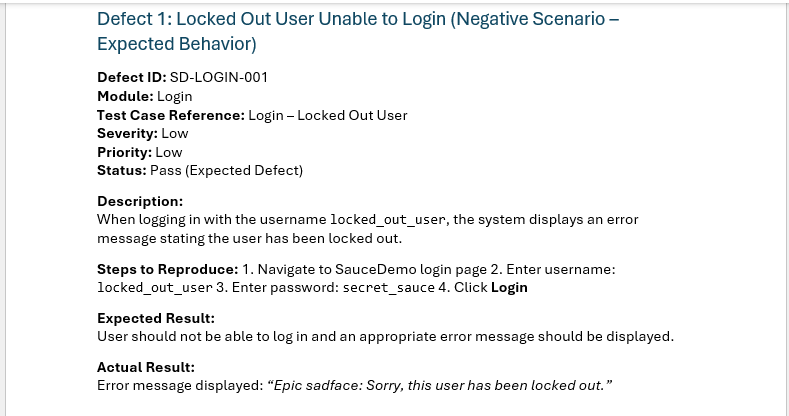 Defect 1: Locked Out User Unable to Login (Negative Scenario –
Expected Behavior)
Defect ID: SD-LOGIN-001
Module: Login
Test Case Reference: Login – Locked Out User
Severity: Low
Priority: Low
Status: Pass (Expected Defect)
Description:
When logging in with the username locked_out_user, the system displays an error
message stating the user has been locked out.
Steps to Reproduce: 1. Navigate to SauceDemo login page 2. Enter username:
locked_out_user 3. Enter password: secret_sauce 4. Click Login
Expected Result:
User should not be able to log in and an appropriate error message should be displayed.
Actual Result:
Error message displayed: “Epic sadface: Sorry, this user has been locked out.”